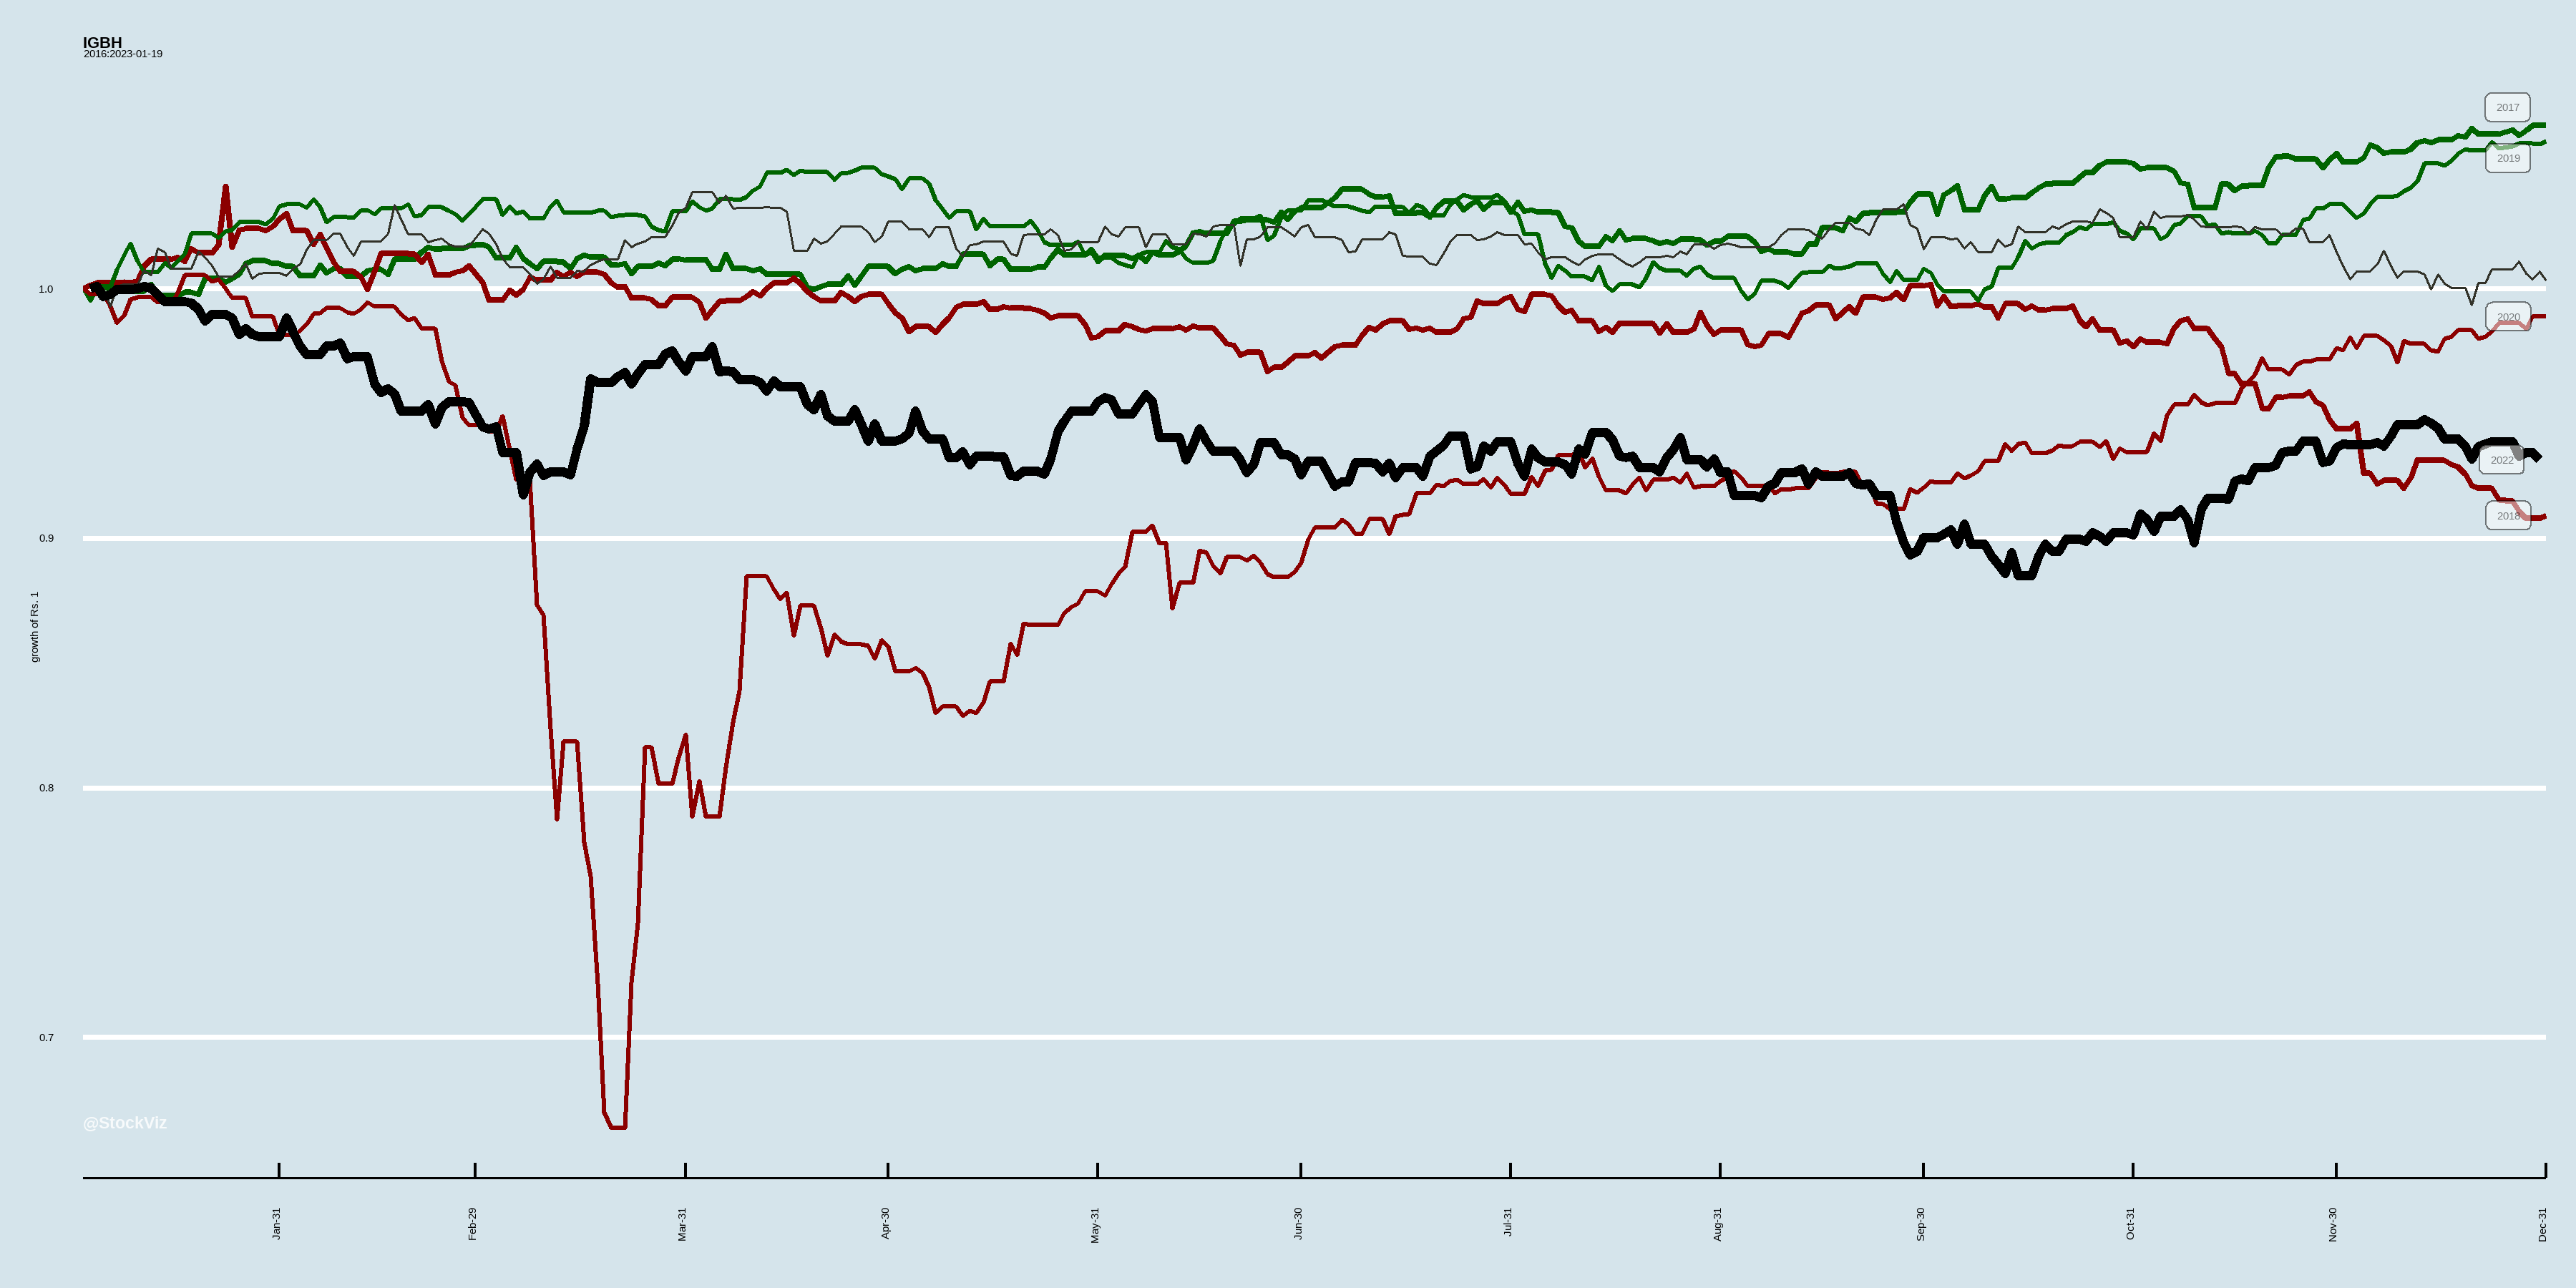 IGBH
2016:2023-01-19
2017
2019
1.0
2020
2022
2018
0.9
growth of Rs. 1
0.8
0.7
@StockViz
Jan-31
Feb-29
Mar-31
Apr-30
May-31
Jun-30
Jul-31
Aug-31
Sep-30
Oct-31
Nov-30
Dec-31